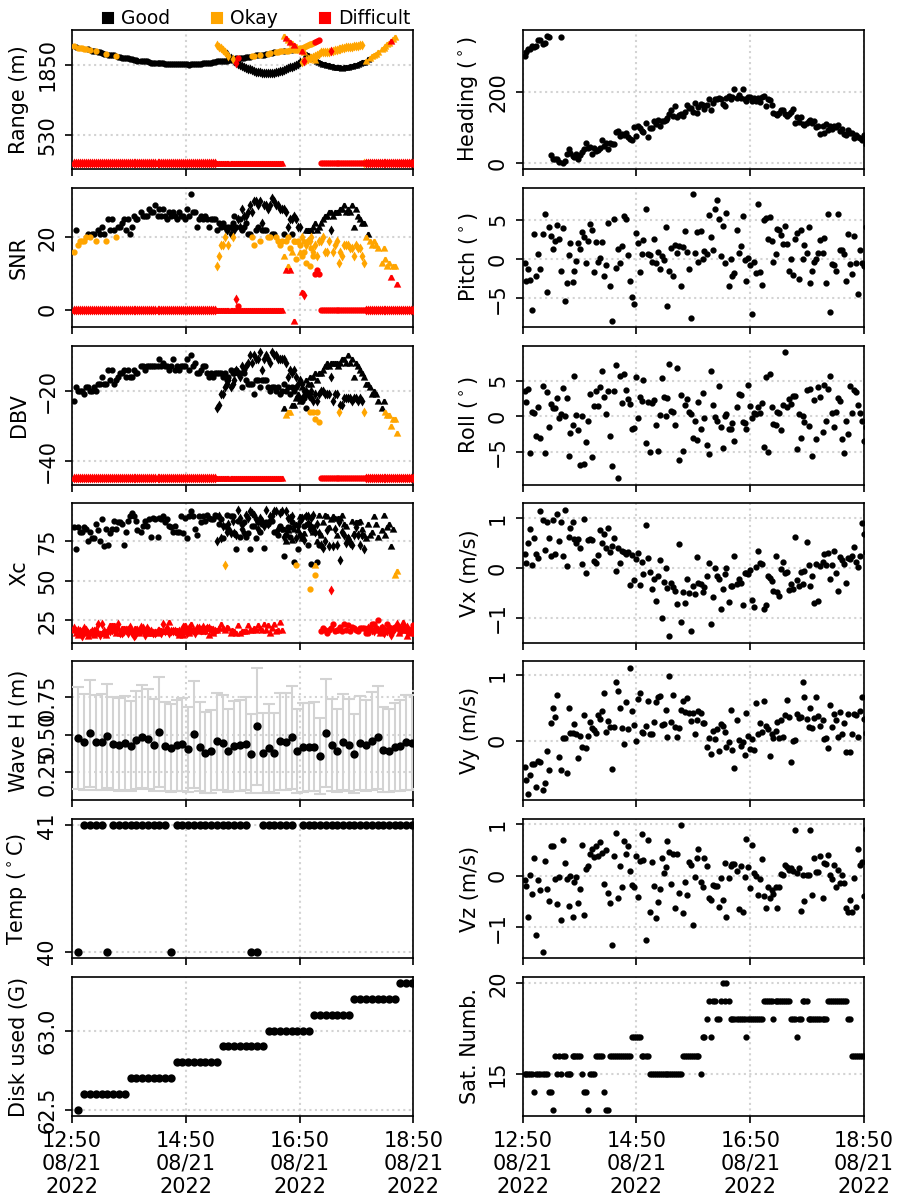 Good Okay Difficult
Range (m)
1850
530
Heading (°)
200
0
SNR
20
0
Pitch (°)
5
0
−5
DBV
−20
−40
Roll (°)
5
0
−5
Xc
75
50
25
Vx (m/s)
1
0
−1
Wave H (m)
0.75
0.50
0.25
Vy (m/s)
1
0
Temp (°C)
41
40
Vz (m/s)
1
0
−1
Disk used (G)
63.0
62.5
Sat. Numb.
20
15
12:50 14:50 16:50 18:50 12:50 14:50 16:50 18:50
08/21 08/21 08/21 08/21 08/21 08/21 08/21 08/21
2022 2022 2022 2022 2022 2022 2022 2022